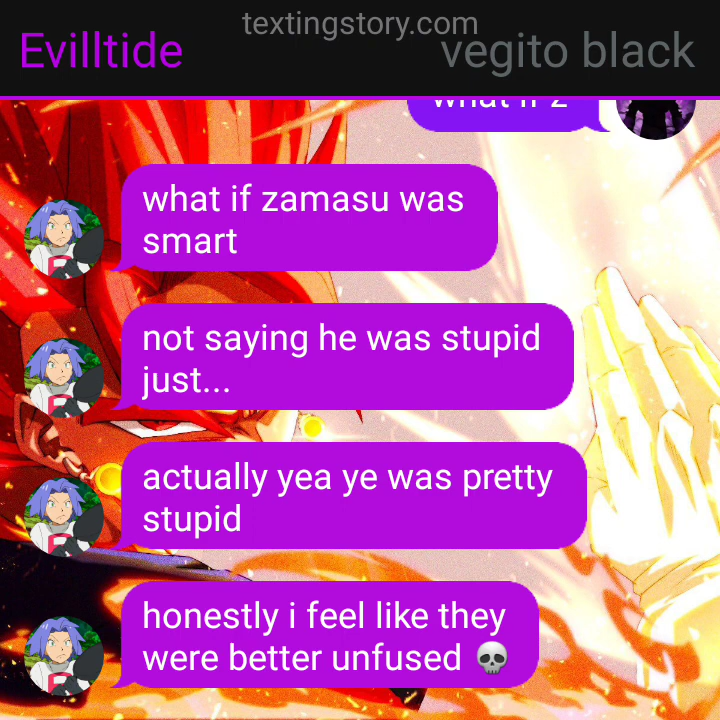 textingstory.com
Evilltide
vegito black
what if z
what if zamasu was
smart
not saying he was stupid
just...
actually yea ye was pretty
stupid
honestly i feel like they
were better unfused 💀